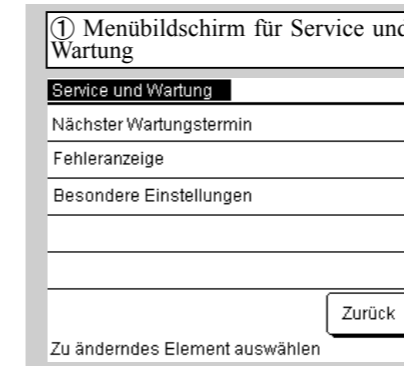 ① Menübildschirm für Service und
Wartung
Service und Wartung
Nächster Wartungstermin
Fehleranzeige
Besondere Einstellungen
Zurück
Zu änderndes Element auswählen